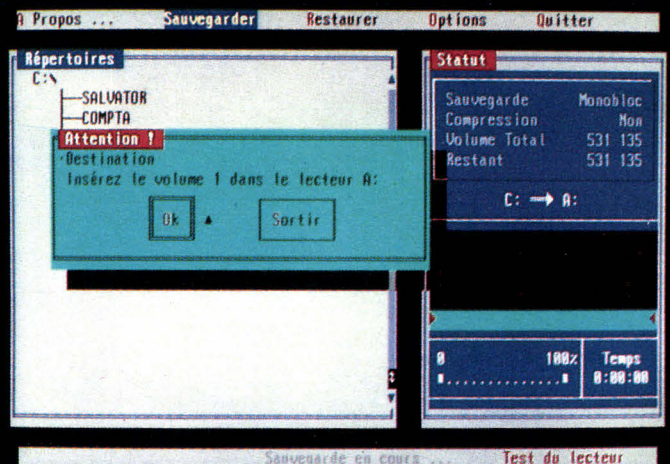 A Propos ... Sauvegarder Restaurer Options Quitter
Répertoires
C:\
SALVATOR
COMPTA
Attention !
Destination
Insérez le volume 1 dans le lecteur A:
Ok Sortir
Statut
Sauvegarde Monobloc
Compression Non
Volume Total 531 135
Restant 531 135
C: → A:
0 100% Temps
0:00:00
Sauvegarde en cours ... Test du lecteur